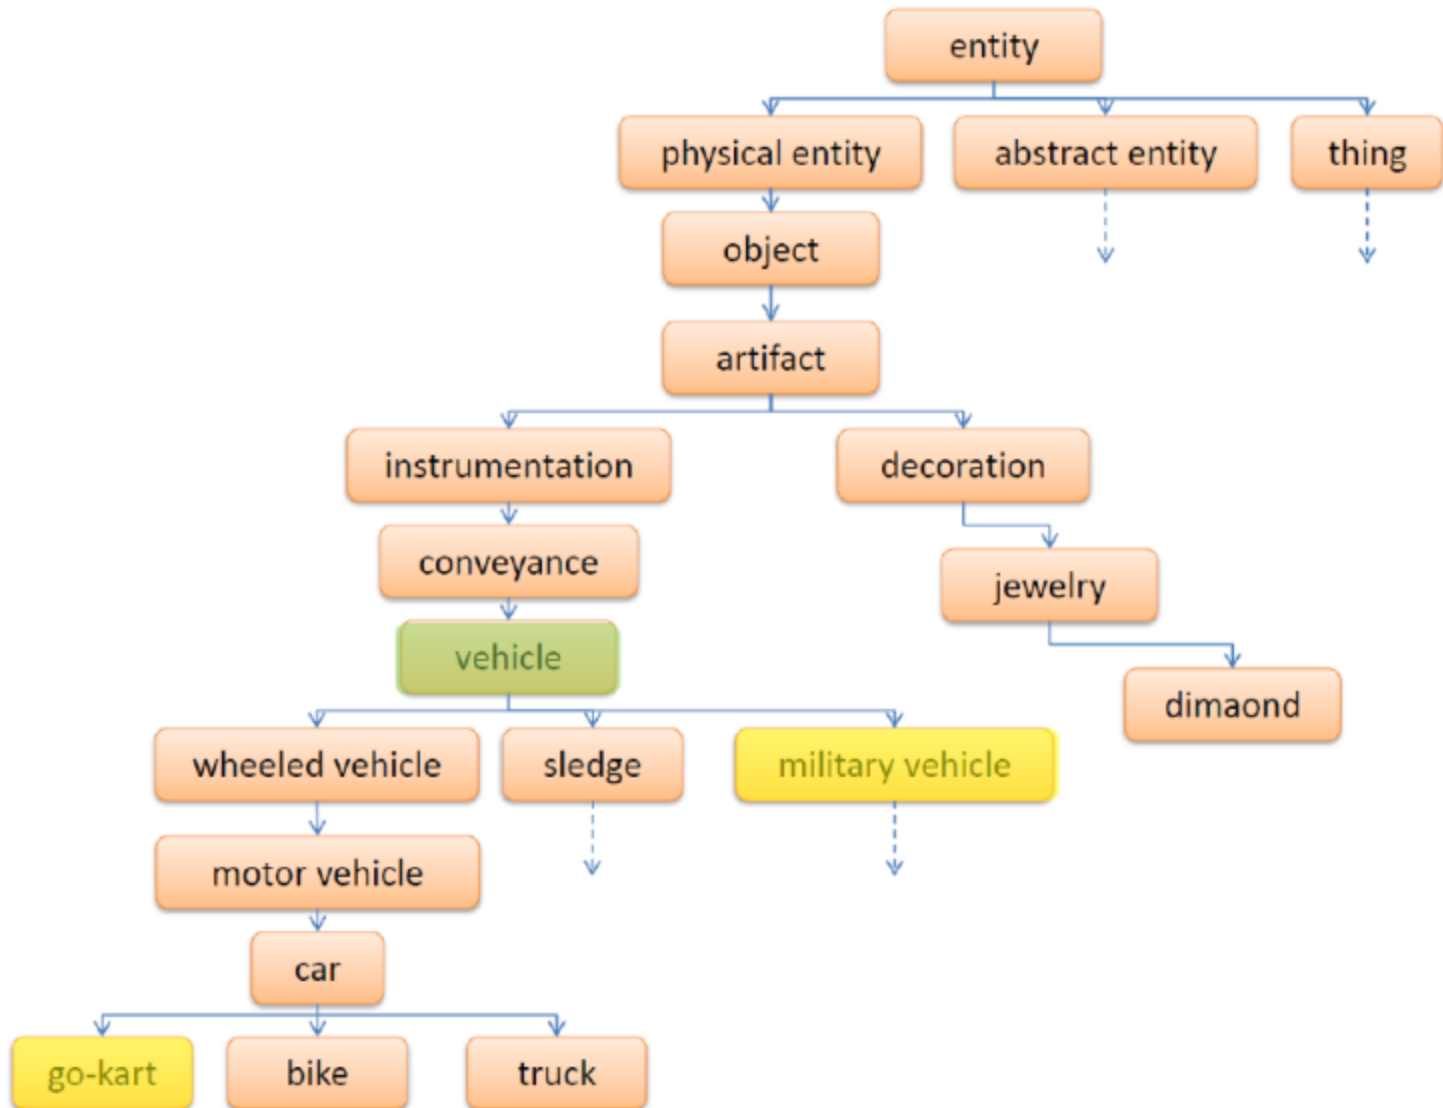 entity
physical entity
abstract entity
thing
object
artifact
instrumentation
decoration
conveyance
jewelry
vehicle
dimaond
wheeled vehicle
sledge
military vehicle
motor vehicle
car
go-kart
bike
truck